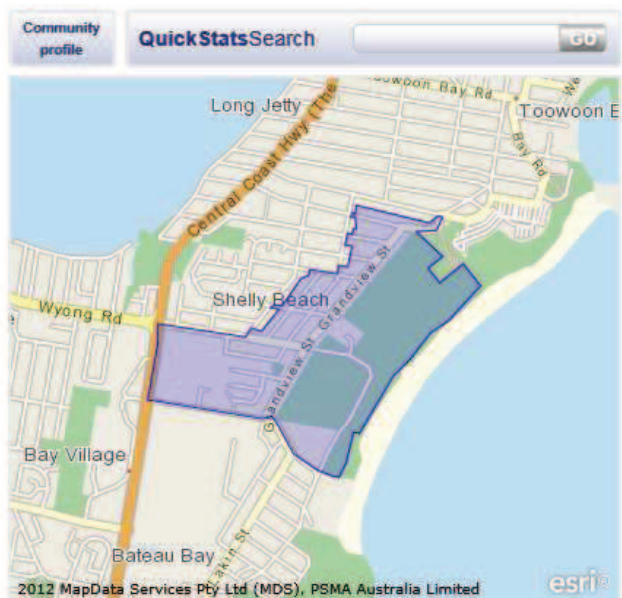 Community
profile
QuickStatsSearch
GO
Toowoon Bay Rd
Long Jetty
Toowoon B
Bay Rd
Central Coast Hwy (The
Grandview St
Shelly Beach
Grandview St
Wyong Rd
Grandview St
Bay Village
Lakin St
Bateau Bay
2012 MapData Services Pty Ltd (MDS), PSMA Australia Limited
esri